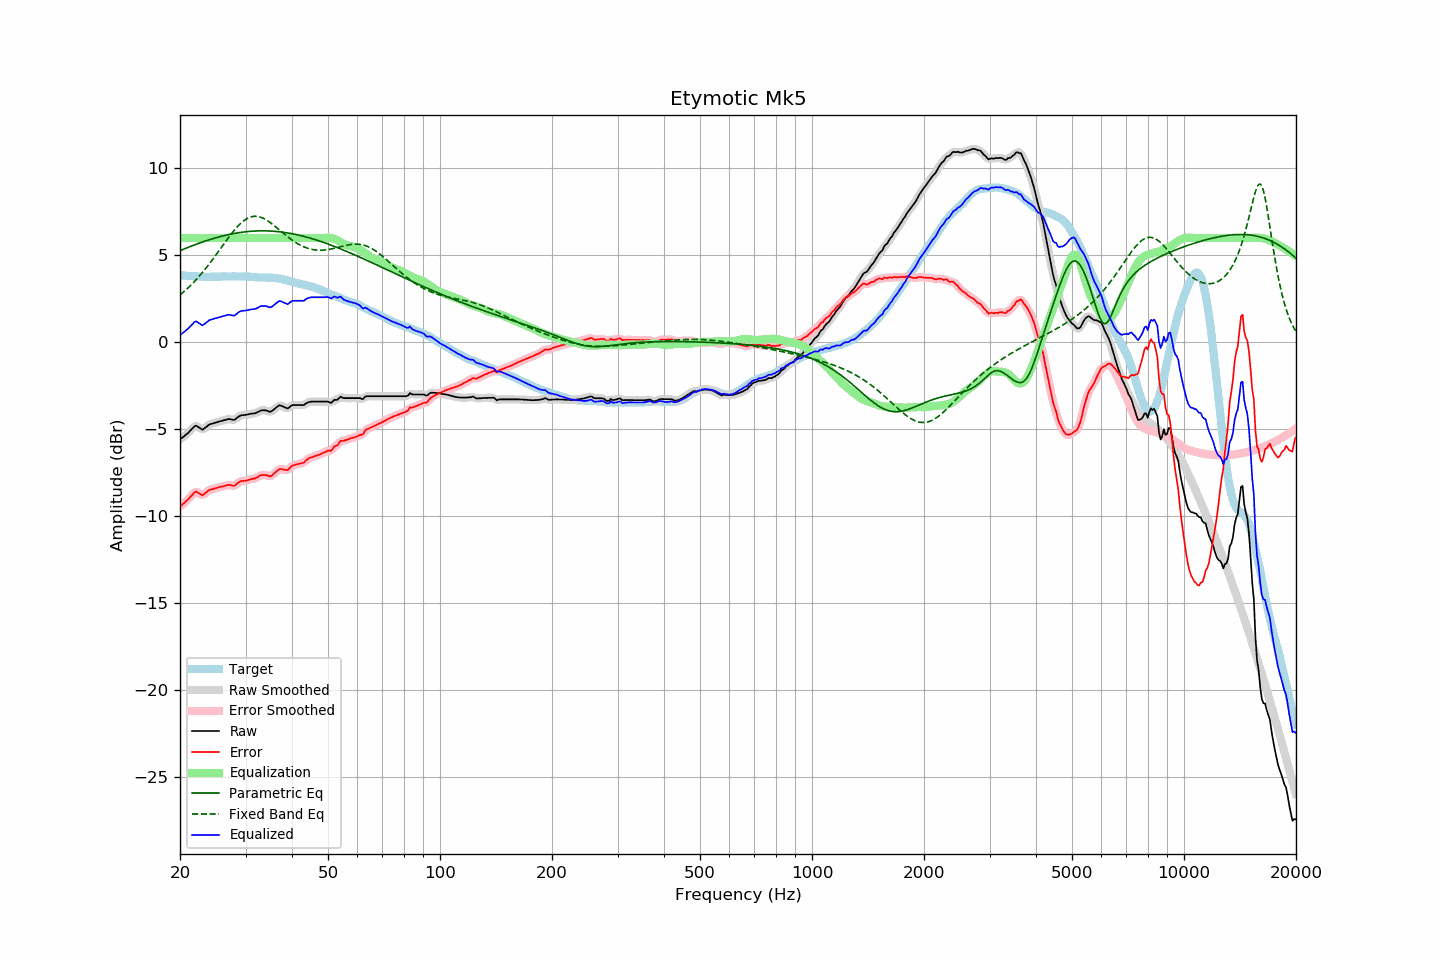 Etymotic Mk5
Amplitude (dBr)
10
5
0
−5
−10
−15
−20
−25
Target
Raw Smoothed
Error Smoothed
Raw
Error
Equalization
Parametric Eq
Fixed Band Eq
Equalized
20 50 100 200 500 1000 2000 5000 10000 20000
Frequency (Hz)